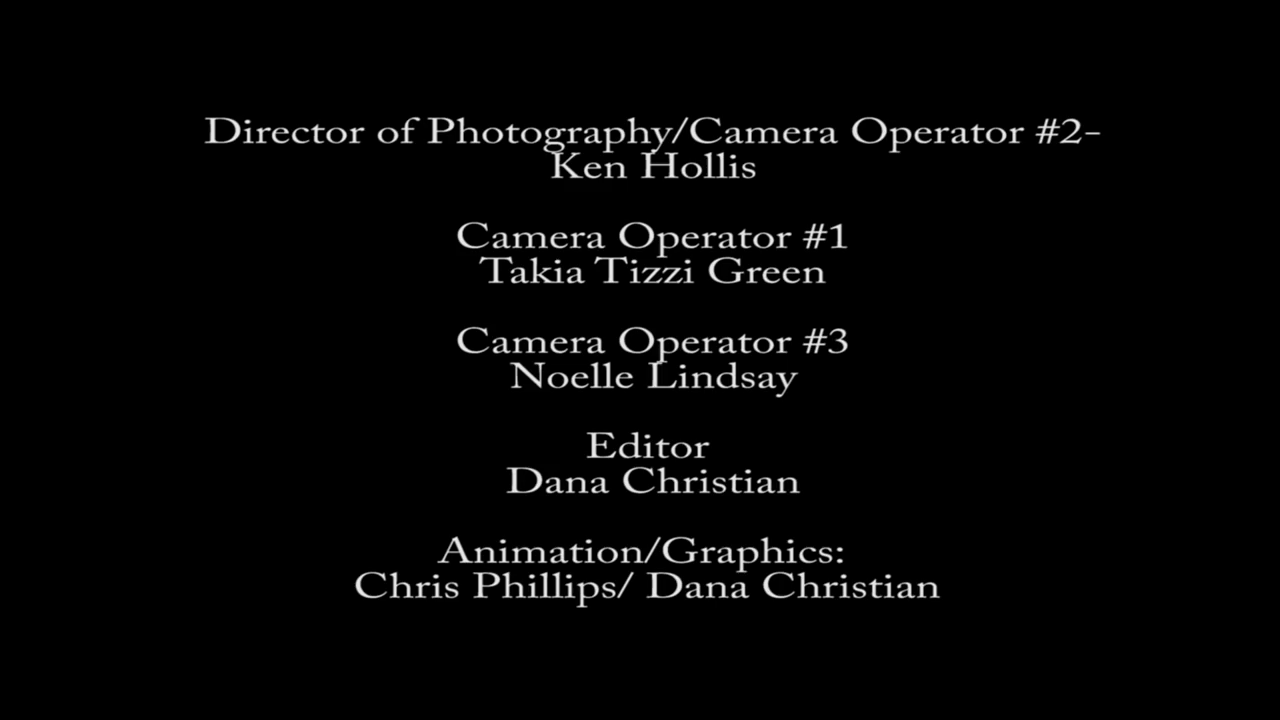 Director of Photography/Camera Operator #2-
Ken Hollis
Camera Operator #1
Takia Tizzi Green
Camera Operator #3
Noelle Lindsay
Editor
Dana Christian
Animation/Graphics:
Chris Phillips/ Dana Christian